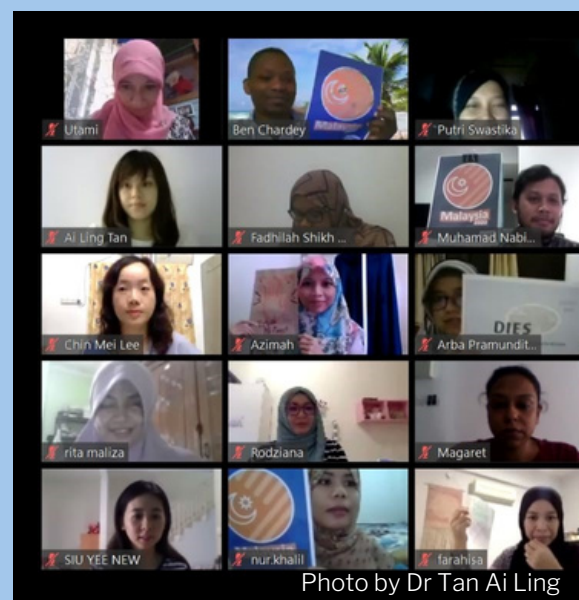 Utami
Ben Chardey
Malaysia
Putri Swastika
Ai Ling Tan
Fadhilah Shikh ...
Malaysia
Muhamad Nabi...
Chin Mei Lee
Azimah
DIES
Arba Pramundit...
rita maliza
Rodziana
Magaret
SIU YEE NEW
nur.khalil
farahisa
Photo by Dr Tan Ai Ling